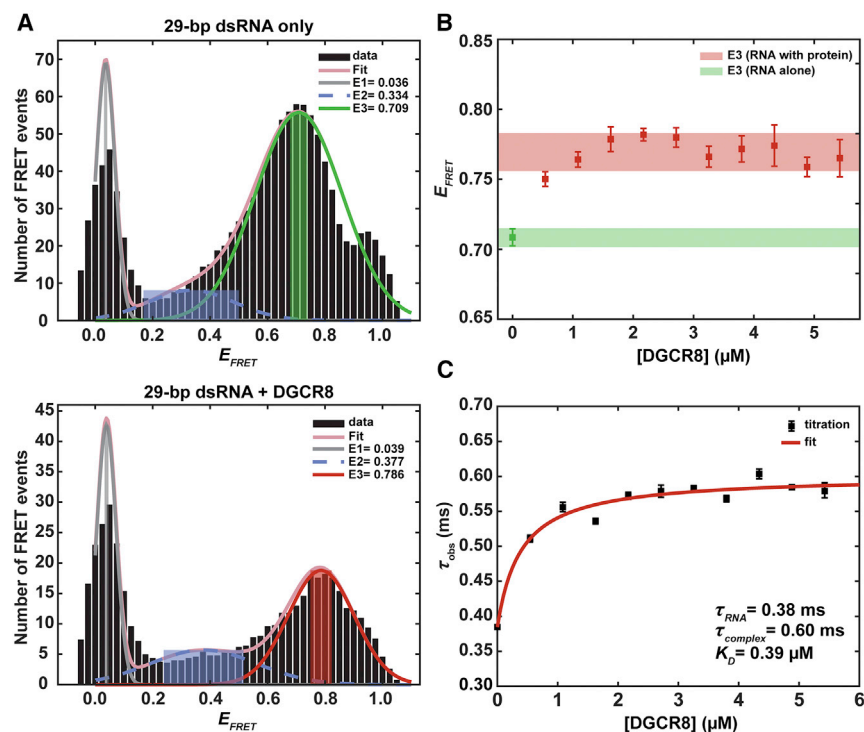 A
29-bp dsRNA only
Number of FRET events
70
60
50
40
30
20
10
0
data
Fit
E1= 0.036
E2= 0.334
E3= 0.709
0.0 0.2 0.4 0.6 0.8 1.0
E_FRET
29-bp dsRNA + DGCR8
Number of FRET events
45
40
35
30
25
20
15
10
5
0
data
Fit
E1= 0.039
E2= 0.377
E3= 0.786
0.0 0.2 0.4 0.6 0.8 1.0
E_FRET
B
E_FRET
0.85
0.80
0.75
0.70
0.65
E3 (RNA with protein)
E3 (RNA alone)
0 1 2 3 4 5
[DGCR8] (µM)
C
τ_obs (ms)
0.70
0.65
0.60
0.55
0.50
0.45
0.40
0.35
0.30
titration
fit
τ_RNA= 0.38 ms
τ_complex= 0.60 ms
K_D= 0.39 µM
0 1 2 3 4 5 6
[DGCR8] (µM)